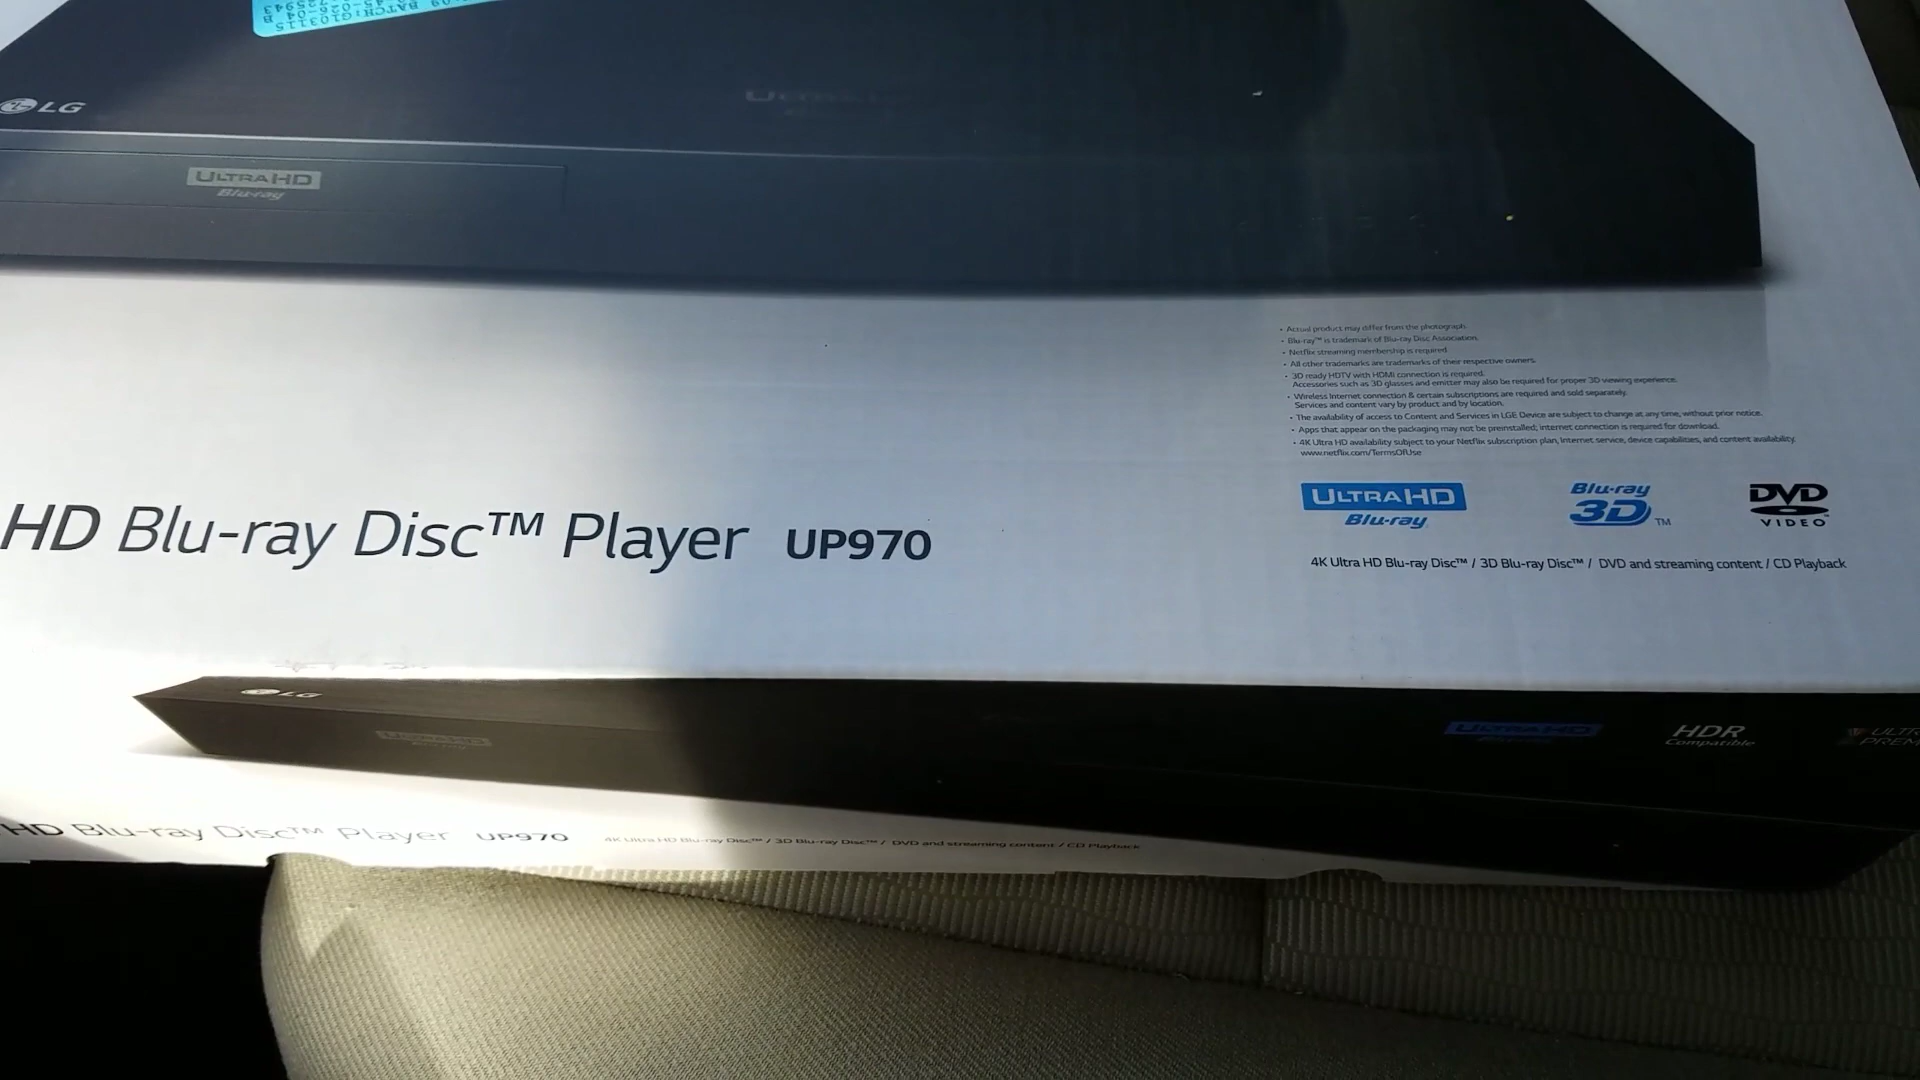 BATCH:G103115
LG
ULTRA HD
Blu-ray
• Actual product may differ from the photograph.
• Blu-ray™ is trademark of Blu-ray Disc Association.
• Netflix streaming membership is required
• All other trademarks are trademarks of their respective owners.
• 3D ready HDTV with HDMI connection is required.
Accessories such as 3D glasses and emitter may also be required for proper 3D viewing experience.
• Wireless Internet connection & certain subscriptions are required and sold separately.
Services and content vary by product and by location.
• The availability of access to Content and Services in LGE Device are subject to change at any time, without prior notice.
• Apps that appear on the packaging may not be preinstalled; internet connection is required for download.
• 4K Ultra HD availability subject to your Netflix subscription plan, Internet service, device capabilities, and content availability.
www.netflix.com/TermsOfUse
HD Blu-ray Disc™ Player UP970
ULTRA HD
Blu-ray
Blu-ray
3D™
DVD
VIDEO™
4K Ultra HD Blu-ray Disc™ / 3D Blu-ray Disc™ / DVD and streaming content / CD Playback
LG
ULTRA HD
Blu-ray
ULTRA HD
HDR
Compatible
HD Blu-ray Disc™ Player UP970
4K Ultra HD Blu-ray Disc™ / 3D Blu-ray Disc™ / DVD and streaming content / CD Playback